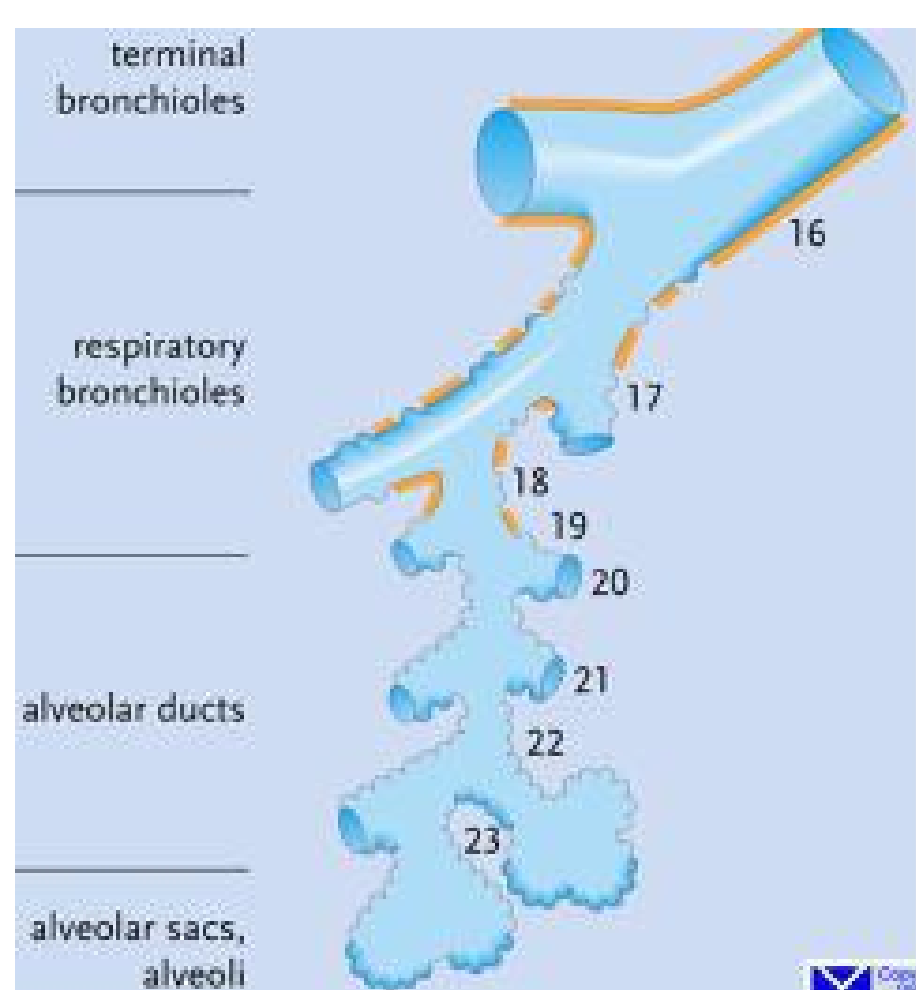 terminal
bronchioles
16
respiratory
bronchioles
17
18
19
20
21
alveolar ducts
22
23
alveolar sacs,
alveoli